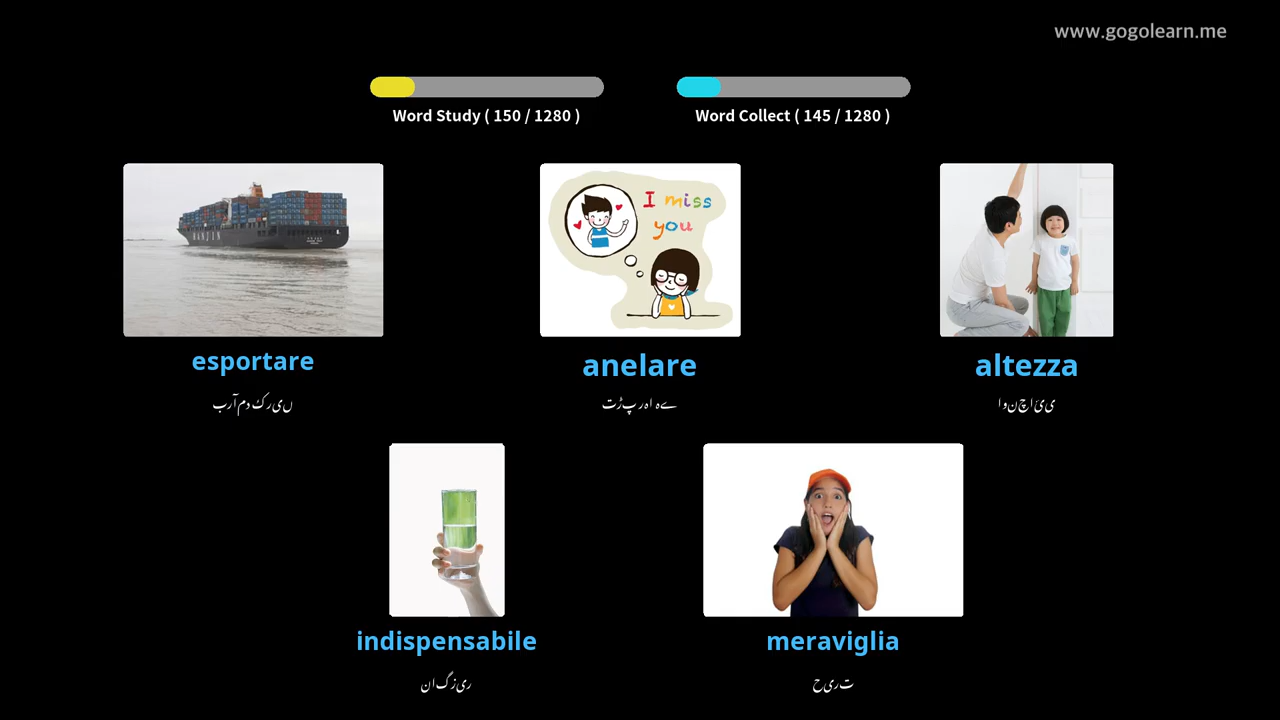 www.gogolearn.me
Word Study ( 150 / 1280 )
Word Collect ( 145 / 1280 )
HANJIN
I miss
you
esportare
anelare
altezza
برآمد کریں
تڑپ رہا ہے
اونچائی
indispensabile
meraviglia
ناگزیر
حیرت